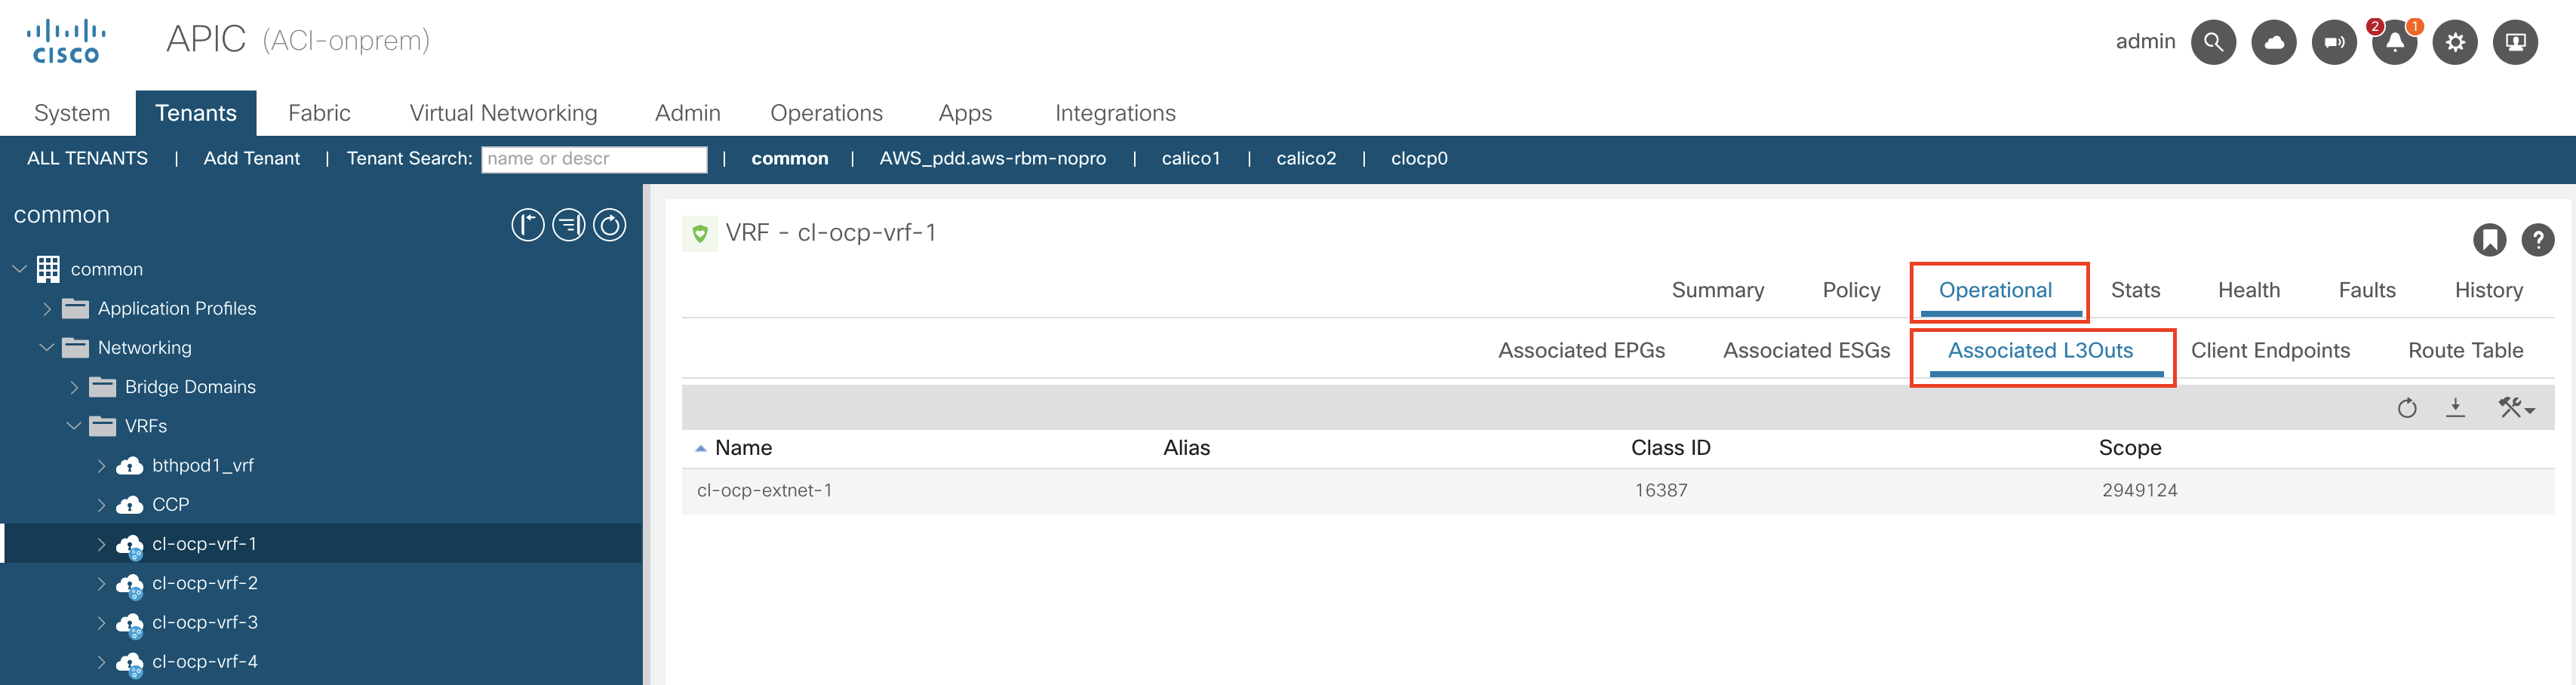 CISCO
APIC (ACI-onprem)
admin
2
1
System Tenants Fabric Virtual Networking Admin Operations Apps Integrations
ALL TENANTS | Add Tenant | Tenant Search: name or descr | common | AWS_pdd.aws-rbm-nopro | calico1 | calico2 | clocp0
common
common
Application Profiles
Networking
Bridge Domains
VRFs
bthpod1_vrf
CCP
cl-ocp-vrf-1
cl-ocp-vrf-2
cl-ocp-vrf-3
cl-ocp-vrf-4
VRF - cl-ocp-vrf-1
?
Summary Policy Operational Stats Health Faults History
Associated EPGs Associated ESGs Associated L3Outs Client Endpoints Route Table
Name Alias Class ID Scope
cl-ocp-extnet-1 16387 2949124